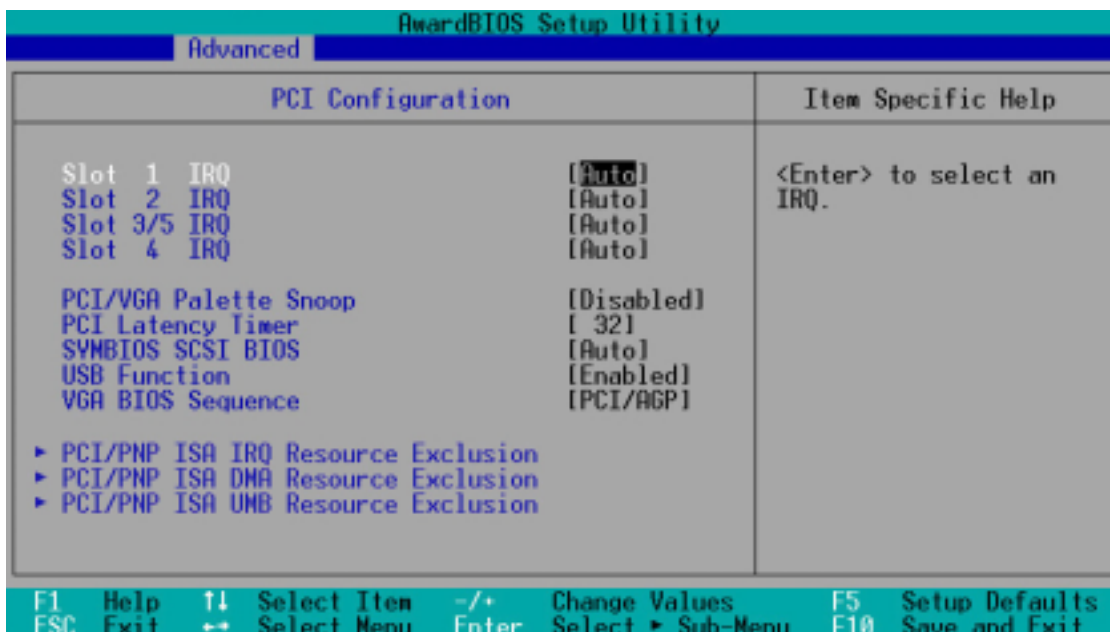 AwardBIOS Setup Utility
Advanced
PCI Configuration
Item Specific Help
Slot 1 IRQ [Auto]
Slot 2 IRQ [Auto]
Slot 3/5 IRQ [Auto]
Slot 4 IRQ [Auto]
<Enter> to select an
IRQ.
PCI/VGA Palette Snoop [Disabled]
PCI Latency Timer [ 32]
SYMBIOS SCSI BIOS [Auto]
USB Function [Enabled]
VGA BIOS Sequence [PCI/AGP]
► PCI/PNP ISA IRQ Resource Exclusion
► PCI/PNP ISA DMA Resource Exclusion
► PCI/PNP ISA UMB Resource Exclusion
F1 Help ↑↓ Select Item -/+ Change Values F5 Setup Defaults
ESC Exit ←→ Select Menu Enter Select ► Sub-Menu F10 Save and Exit